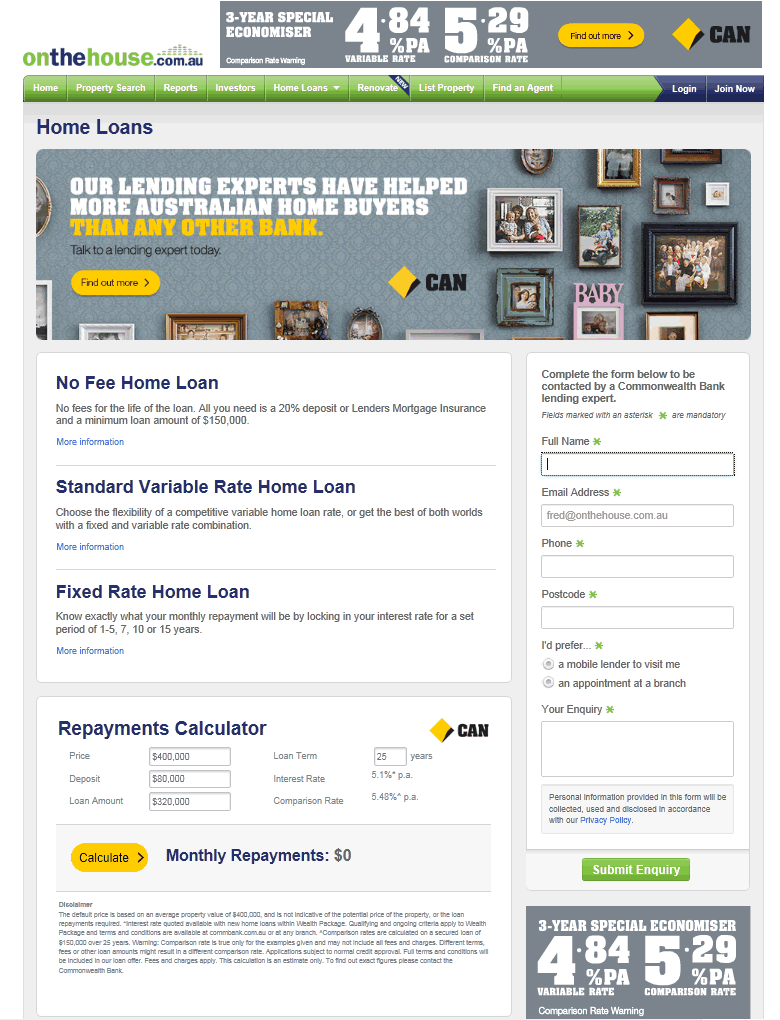 3-YEAR SPECIAL
ECONOMISER
Comparison Rate Warning
4.84
%PA
VARIABLE RATE
5.29
%PA
COMPARISON RATE
Find out more
CAN
onthehouse.com.au
Home
Property Search
Reports
Investors
Home Loans
Renovate
NEW
List Property
Find an Agent
Login
Join Now
Home Loans
OUR LENDING EXPERTS HAVE HELPED
MORE AUSTRALIAN HOME BUYERS
THAN ANY OTHER BANK.
Talk to a lending expert today.
Find out more
CAN
BABY
No Fee Home Loan
No fees for the life of the loan. All you need is a 20% deposit or Lenders Mortgage Insurance
and a minimum loan amount of $150,000.
More information
Standard Variable Rate Home Loan
Choose the flexibility of a competitive variable home loan rate, or get the best of both worlds
with a fixed and variable rate combination.
More information
Fixed Rate Home Loan
Know exactly what your monthly repayment will be by locking in your interest rate for a set
period of 1-5, 7, 10 or 15 years.
More information
Repayments Calculator
CAN
Price
$400,000
Loan Term
25
years
Deposit
$80,000
Interest Rate
5.1%* p.a.
Loan Amount
$320,000
Comparison Rate
5.48%^ p.a.
Calculate
Monthly Repayments: $0
Disclaimer
The default price is based on an average property value of $400,000, and is not indicative of the potential price of the property, or the loan
repayments required. *Interest rate quoted available with new home loans within Wealth Package. Qualifying and ongoing criteria apply to Wealth
Package and terms and conditions are available at commbank.com.au or at any branch. ^Comparison rates are calculated on a secured loan of
$150,000 over 25 years. Warning: Comparison rate is true only for the examples given and may not include all fees and charges. Different terms,
fees or other loan amounts might result in a different comparison rate. Applications subject to normal credit approval. Full terms and conditions will
be included in our loan offer. Fees and charges apply. This calculation is an estimate only. To find out exact figures please contact the
Commonwealth Bank.
Complete the form below to be
contacted by a Commonwealth Bank
lending expert.
Fields marked with an asterisk * are mandatory
Full Name *
Email Address *
fred@onthehouse.com.au
Phone *
Postcode *
I'd prefer... *
a mobile lender to visit me
an appointment at a branch
Your Enquiry *
Personal information provided in this form will be
collected, used and disclosed in accordance
with our Privacy Policy.
Submit Enquiry
3-YEAR SPECIAL ECONOMISER
4.84
%PA
VARIABLE RATE
5.29
%PA
COMPARISON RATE
Comparison Rate Warning